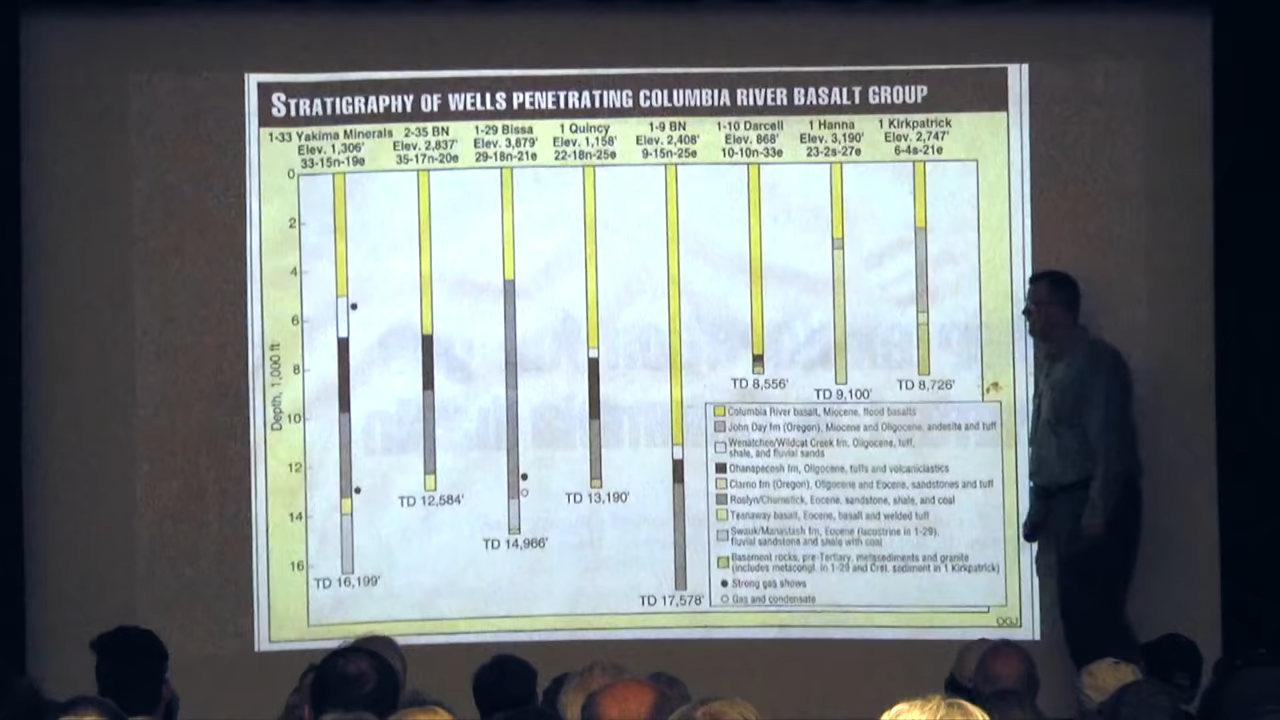 STRATIGRAPHY OF WELLS PENETRATING COLUMBIA RIVER BASALT GROUP
1-33 Yakima Minerals
Elev. 1,306'
33-15n-19e
2-35 BN
Elev. 2,837'
35-17n-20e
1-29 Bissa
Elev. 3,879'
29-18n-21e
1 Quincy
Elev. 1,158'
22-18n-25e
1-9 BN
Elev. 2,408'
9-15n-25e
1-10 Darcell
Elev. 868'
10-10n-33e
1 Hanna
Elev. 3,190'
23-2s-27e
1 Kirkpatrick
Elev. 2,747'
6-4s-21e
Depth, 1,000 ft
0
2
4
6
8
10
12
14
16
TD 16,199'
TD 12,584'
TD 14,966'
TD 13,190'
TD 17,578'
TD 8,556'
TD 9,100'
TD 8,726'
Columbia River basalt, Miocene, flood basalts
John Day fm (Oregon), Miocene and Oligocene, andesite and tuff
Wenatchee/Wildcat Creek fm, Oligocene, tuff,
shale, and fluvial sands
Ohanapecosh fm, Oligocene, tuffs and volcaniclastics
Clarno fm (Oregon), Oligocene and Eocene, sandstones and tuff
Roslyn/Chumstick, Eocene, sandstone, shale, and coal
Teanaway basalt, Eocene, basalt and welded tuff
Swauk/Manastash fm, Eocene (lacustrine in 1-29),
fluvial sandstone and shale with coal
Basement rocks, pre-Tertiary, metasediments and granite
(includes metacongl. in 1-29 and Cret. sediment in 1 Kirkpatrick)
Strong gas shows
Gas and condensate
OGJ